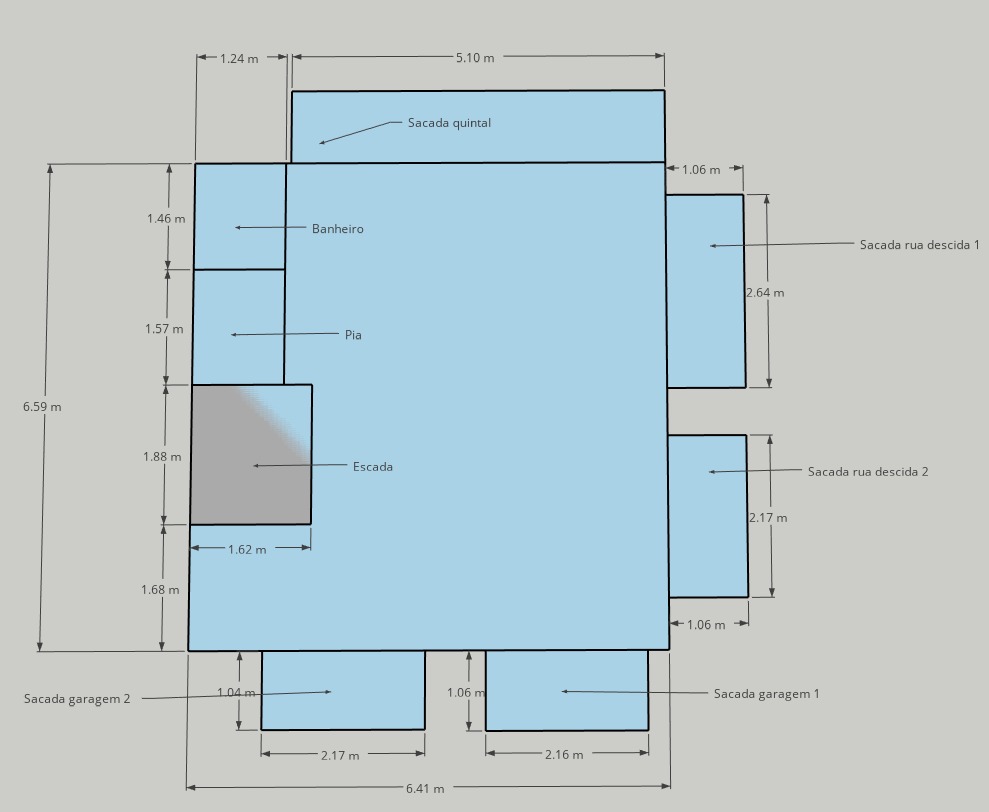 1.24 m
5.10 m
Sacada quintal
1.06 m
1.46 m
Banheiro
Sacada rua descida 1
2.64 m
1.57 m
Pia
6.59 m
1.88 m
Escada
Sacada rua descida 2
2.17 m
1.62 m
1.68 m
1.06 m
1.04 m
1.06 m
Sacada garagem 2
Sacada garagem 1
2.17 m
2.16 m
6.41 m